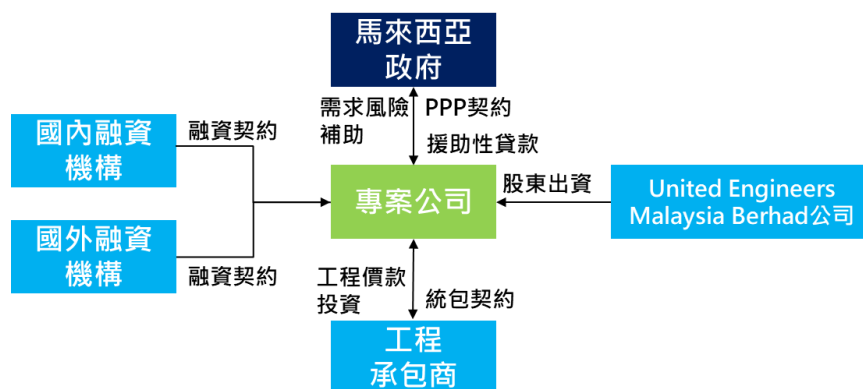 馬來西亞
政府
需求風險
補助
PPP契約
援助性貸款
國內融資
機構
融資契約
專案公司
股東出資
United Engineers
Malaysia Berhad公司
國外融資
機構
融資契約
工程價款
投資
統包契約
工程
承包商